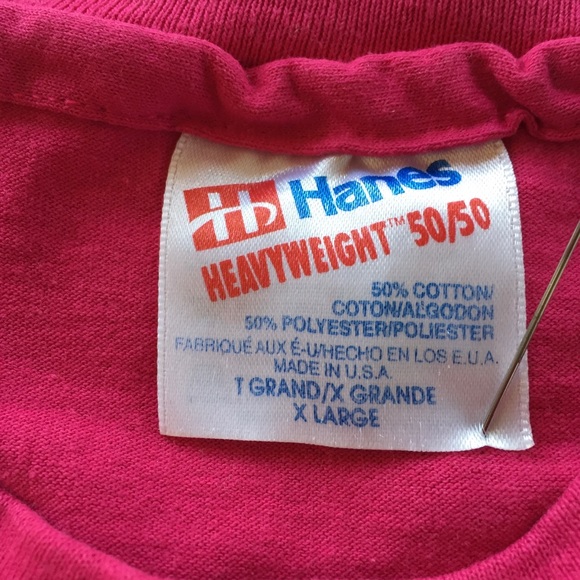 Hanes
HEAVYWEIGHT™ 50/50
50% COTTON/
COTON/ALGODON
50% POLYESTER/POLIESTER
FABRIQUÉ AUX É-U/HECHO EN LOS E.U.A.
MADE IN U.S.A.
T GRAND/X GRANDE
X LARGE